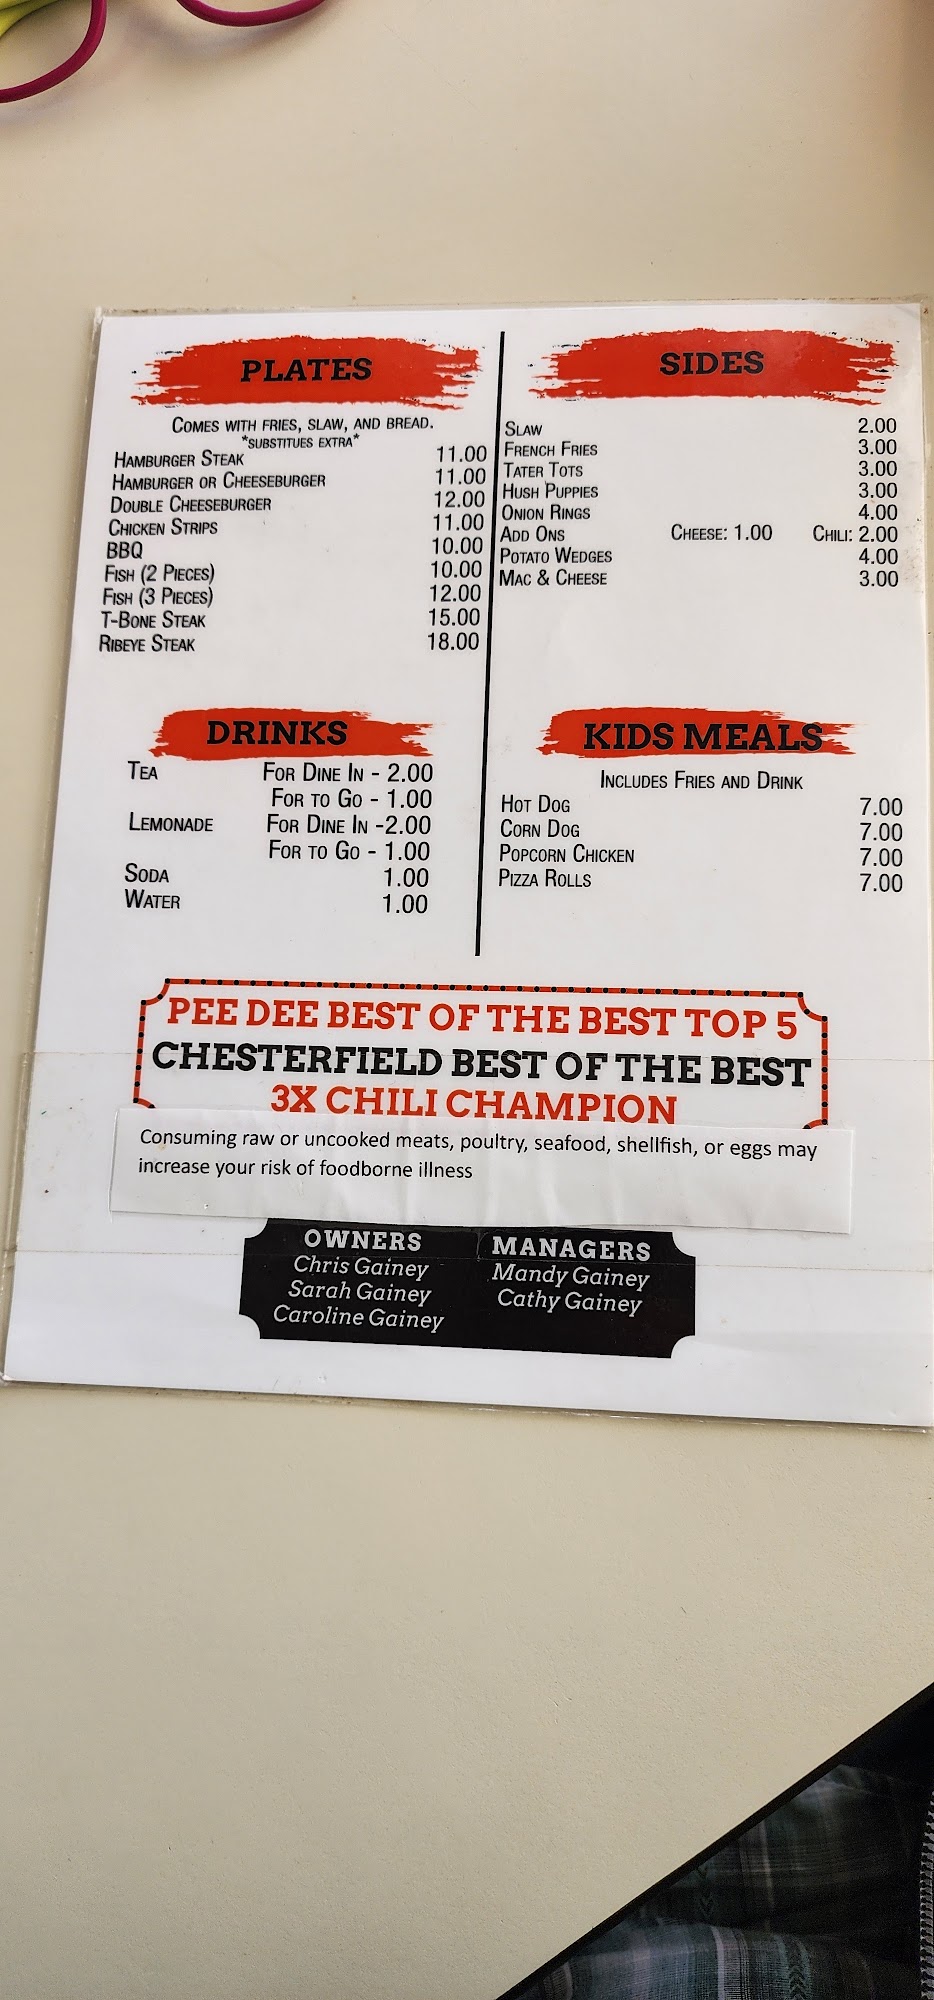 PLATES
COMES WITH FRIES, SLAW, AND BREAD.
*SUBSTITUES EXTRA*
HAMBURGER STEAK 11.00
HAMBURGER OR CHEESEBURGER 11.00
DOUBLE CHEESEBURGER 12.00
CHICKEN STRIPS 11.00
BBQ 10.00
FISH (2 PIECES) 10.00
FISH (3 PIECES) 12.00
T-BONE STEAK 15.00
RIBEYE STEAK 18.00
SIDES
SLAW 2.00
FRENCH FRIES 3.00
TATER TOTS 3.00
HUSH PUPPIES 3.00
ONION RINGS 4.00
ADD ONS CHEESE: 1.00 CHILI: 2.00
POTATO WEDGES 4.00
MAC & CHEESE 3.00
DRINKS
TEA FOR DINE IN - 2.00
FOR TO GO - 1.00
LEMONADE FOR DINE IN -2.00
FOR TO GO - 1.00
SODA 1.00
WATER 1.00
KIDS MEALS
INCLUDES FRIES AND DRINK
HOT DOG 7.00
CORN DOG 7.00
POPCORN CHICKEN 7.00
PIZZA ROLLS 7.00
PEE DEE BEST OF THE BEST TOP 5
CHESTERFIELD BEST OF THE BEST
3X CHILI CHAMPION
Consuming raw or uncooked meats, poultry, seafood, shellfish, or eggs may
increase your risk of foodborne illness
OWNERS
Chris Gainey
Sarah Gainey
Caroline Gainey
MANAGERS
Mandy Gainey
Cathy Gainey